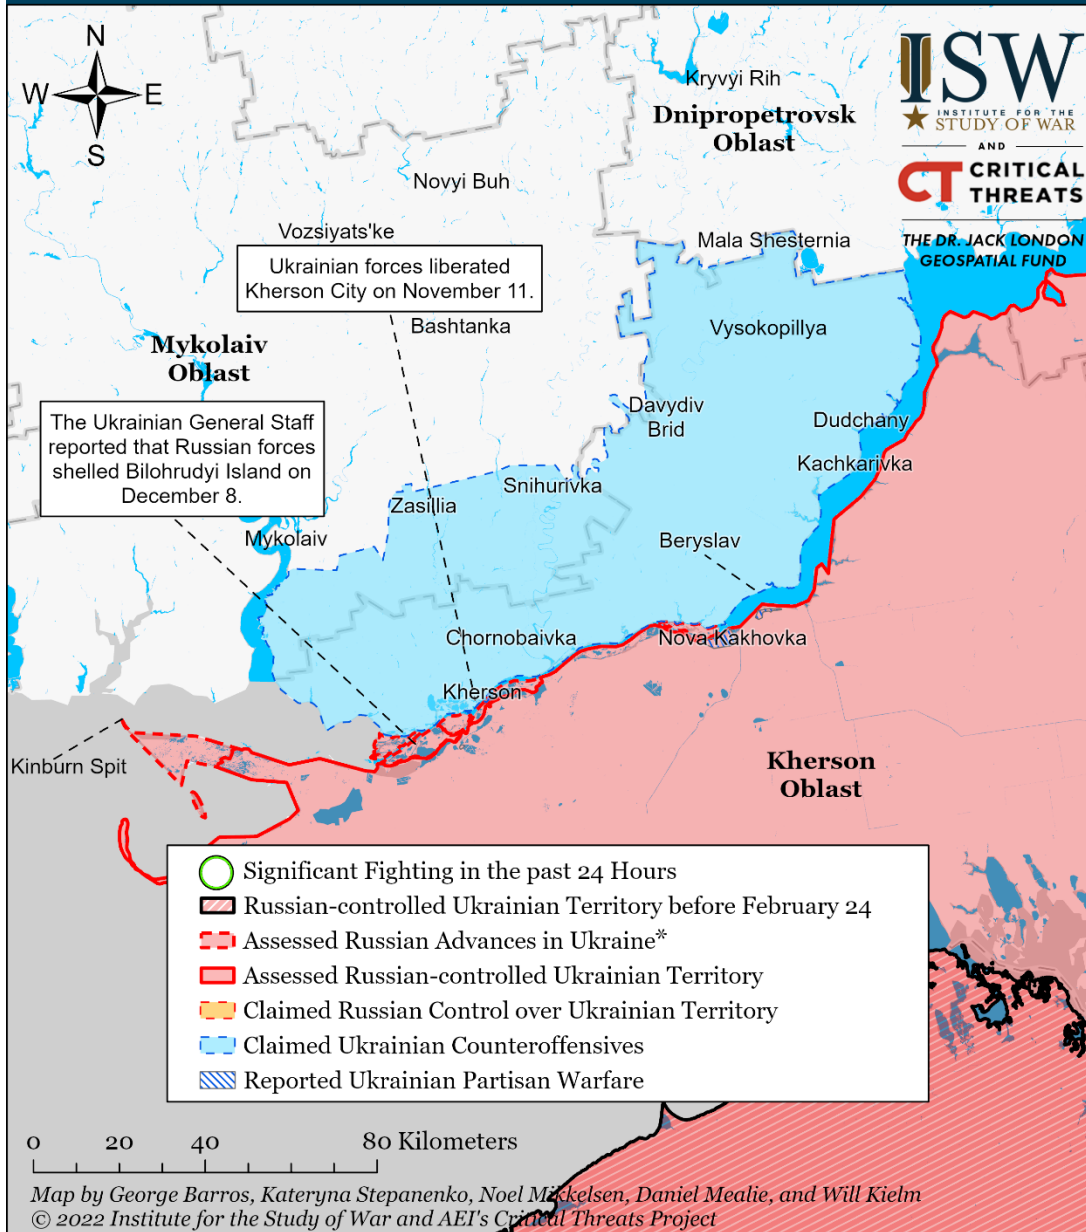 N
W
E
S
ISW
INSTITUTE FOR THE
STUDY OF WAR
AND
CT CRITICAL
THREATS
THE DR. JACK LONDON
GEOSPATIAL FUND
Kryvyi Rih
Dnipropetrovsk
Oblast
Novyi Buh
Vozsiyats'ke
Mala Shesternia
Ukrainian forces liberated
Kherson City on November 11.
Bashtanka
Vysokopillya
Mykolaiv
Oblast
The Ukrainian General Staff
reported that Russian forces
shelled Bilohrudyi Island on
December 8.
Davydiv
Brid
Dudchany
Kachkarivka
Snihurivka
Zasillia
Mykolaiv
Beryslav
Chornobaivka
Nova Kakhovka
Kherson
Kinburn Spit
Kherson
Oblast
Significant Fighting in the past 24 Hours
Russian-controlled Ukrainian Territory before February 24
Assessed Russian Advances in Ukraine*
Assessed Russian-controlled Ukrainian Territory
Claimed Russian Control over Ukrainian Territory
Claimed Ukrainian Counteroffensives
Reported Ukrainian Partisan Warfare
0 20 40 80 Kilometers
Map by George Barros, Kateryna Stepanenko, Noel Mikkelsen, Daniel Mealie, and Will Kielm
© 2022 Institute for the Study of War and AEI's Critical Threats Project